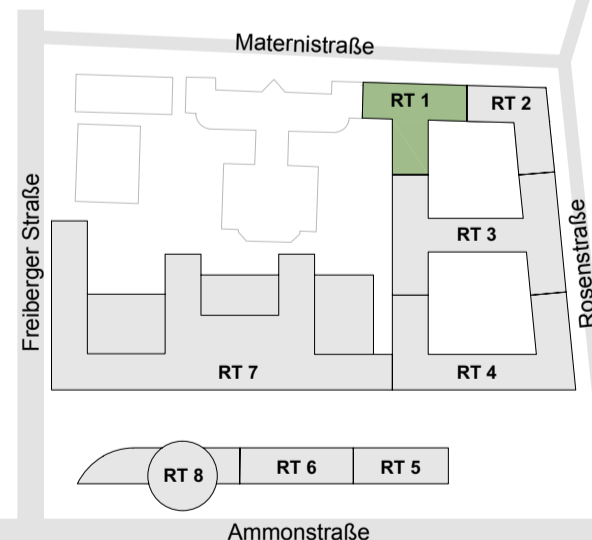 Maternistraße
RT 1
RT 2
Freiberger Straße
RT 3
Rosenstraße
RT 7
RT 4
RT 8
RT 6
RT 5
Ammonstraße